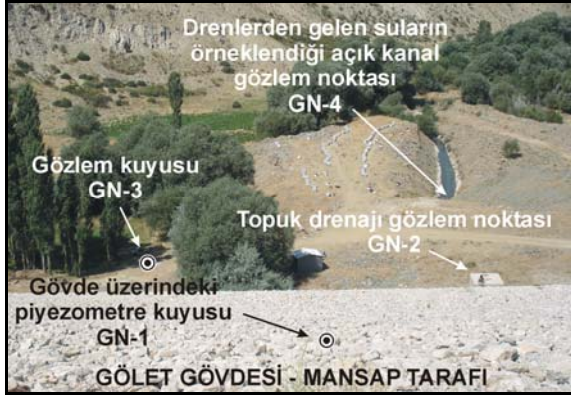 Drenlerden gelen suların
örneklendiği açık kanal
gözlem noktası
GN-4
Gözlem kuyusu
GN-3
Topuk drenajı gözlem noktası
GN-2
Gövde üzerindeki
piyezometre kuyusu
GN-1
GÖLET GÖVDESİ - MANSAP TARAFI